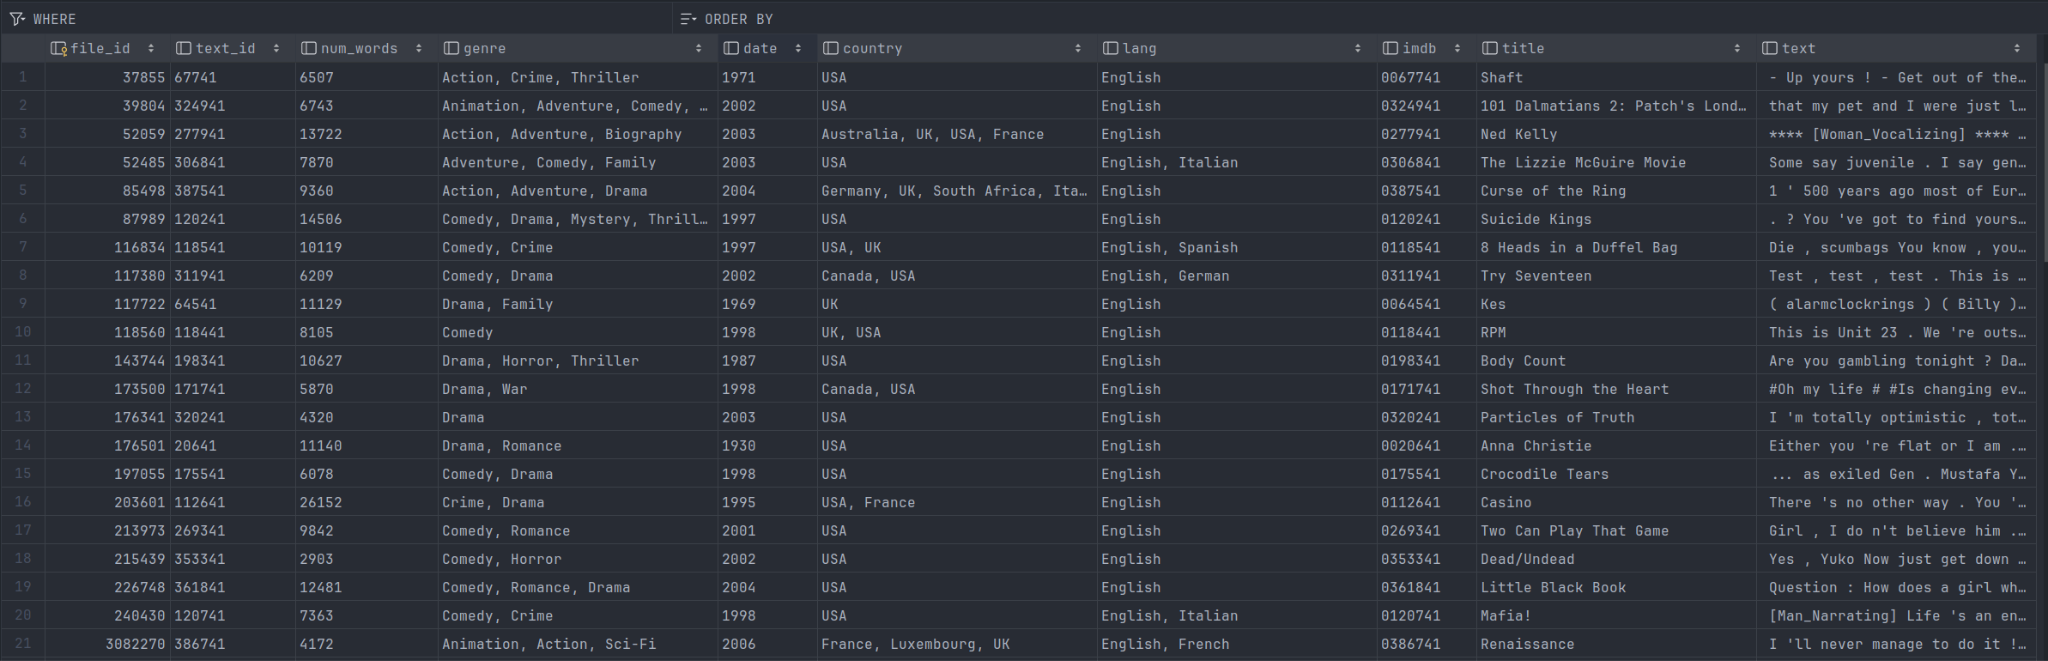 WHERE ORDER BY
file_id text_id num_words genre date country lang imdb title text
1 37855 67741 6507 Action, Crime, Thriller 1971 USA English 0067741 Shaft - Up yours ! - Get out of the…
2 39804 324941 6743 Animation, Adventure, Comedy, … 2002 USA English 0324941 101 Dalmatians 2: Patch's Lond… that my pet and I were just l…
3 52059 277941 13722 Action, Adventure, Biography 2003 Australia, UK, USA, France English 0277941 Ned Kelly **** [Woman_Vocalizing] **** …
4 52485 306841 7870 Adventure, Comedy, Family 2003 USA English, Italian 0306841 The Lizzie McGuire Movie Some say juvenile . I say gen…
5 85498 387541 9360 Action, Adventure, Drama 2004 Germany, UK, South Africa, Ita… English 0387541 Curse of the Ring 1 ' 500 years ago most of Eur…
6 87989 120241 14506 Comedy, Drama, Mystery, Thrill… 1997 USA English 0120241 Suicide Kings . ? You 've got to find yours…
7 116834 118541 10119 Comedy, Crime 1997 USA, UK English, Spanish 0118541 8 Heads in a Duffel Bag Die , scumbags You know , you…
8 117380 311941 6209 Comedy, Drama 2002 Canada, USA English, German 0311941 Try Seventeen Test , test , test . This is …
9 117722 64541 11129 Drama, Family 1969 UK English 0064541 Kes ( alarmclockrings ) ( Billy )…
10 118560 118441 8105 Comedy 1998 UK, USA English 0118441 RPM This is Unit 23 . We 're outs…
11 143744 198341 10627 Drama, Horror, Thriller 1987 USA English 0198341 Body Count Are you gambling tonight ? Da…
12 173500 171741 5870 Drama, War 1998 Canada, USA English 0171741 Shot Through the Heart #Oh my life # #Is changing ev…
13 176341 320241 4320 Drama 2003 USA English 0320241 Particles of Truth I 'm totally optimistic , tot…
14 176501 20641 11140 Drama, Romance 1930 USA English 0020641 Anna Christie Either you 're flat or I am .…
15 197055 175541 6078 Comedy, Drama 1998 USA English 0175541 Crocodile Tears ... as exiled Gen . Mustafa Y…
16 203601 112641 26152 Crime, Drama 1995 USA, France English 0112641 Casino There 's no other way . You '…
17 213973 269341 9842 Comedy, Romance 2001 USA English 0269341 Two Can Play That Game Girl , I do n't believe him .…
18 215439 353341 2903 Comedy, Horror 2002 USA English 0353341 Dead/Undead Yes , Yuko Now just get down …
19 226748 361841 12481 Comedy, Romance, Drama 2004 USA English 0361841 Little Black Book Question : How does a girl wh…
20 240430 120741 7363 Comedy, Crime 1998 USA English, Italian 0120741 Mafia! [Man_Narrating] Life 's an en…
21 3082270 386741 4172 Animation, Action, Sci-Fi 2006 France, Luxembourg, UK English, French 0386741 Renaissance I 'll never manage to do it !…